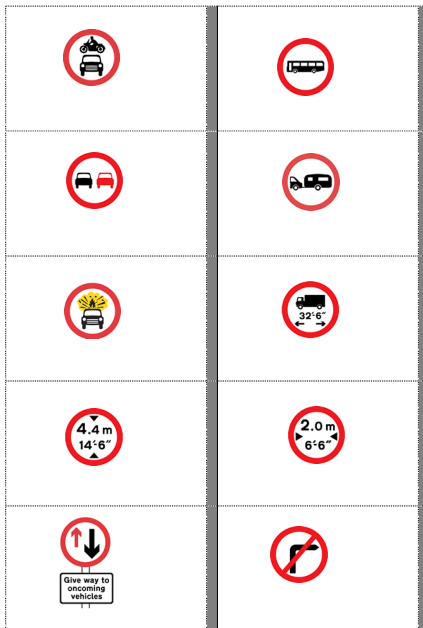 32'-6"
4.4 m
14'-6"
2.0 m
6'-6"
Give way to
oncoming
vehicles